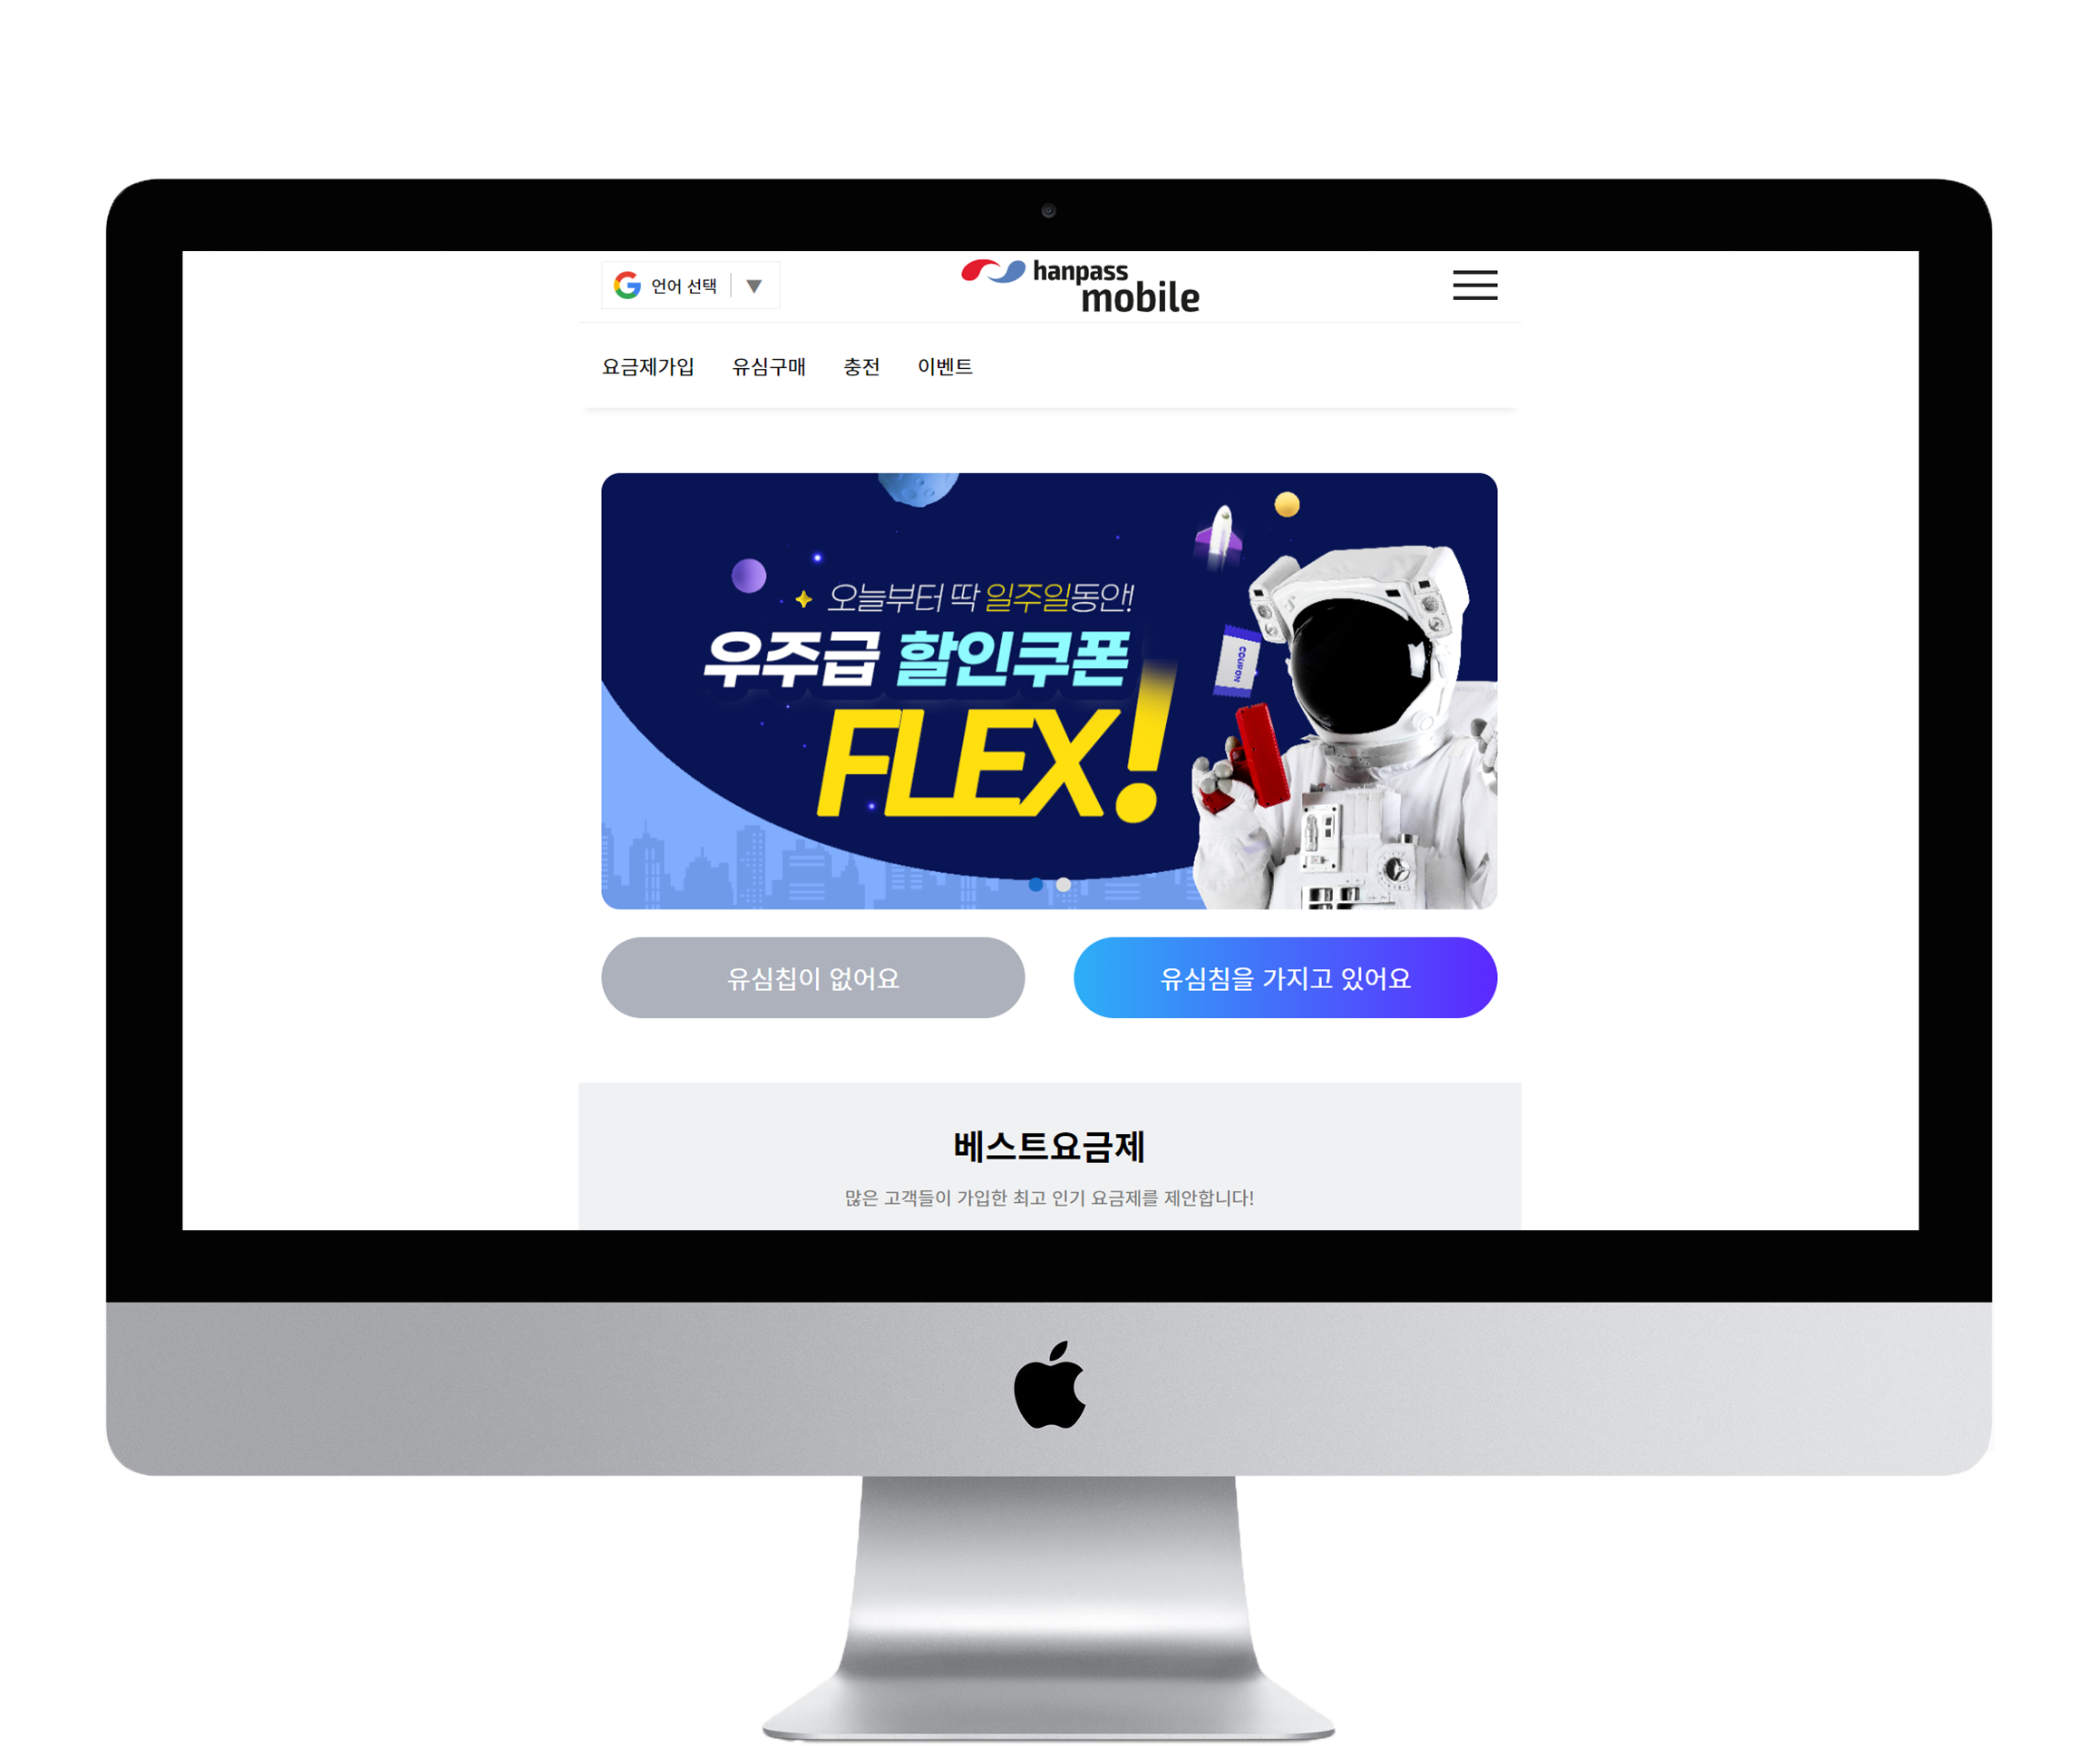 언어 선택 ▼
hanpass
mobile
요금제가입 유심구매 충전 이벤트
오늘부터 딱 일주일동안!
우주급 할인쿠폰
FLEX!
COUPON
유심칩이 없어요
유심침을 가지고 있어요
베스트요금제
많은 고객들이 가입한 최고 인기 요금제를 제안합니다!